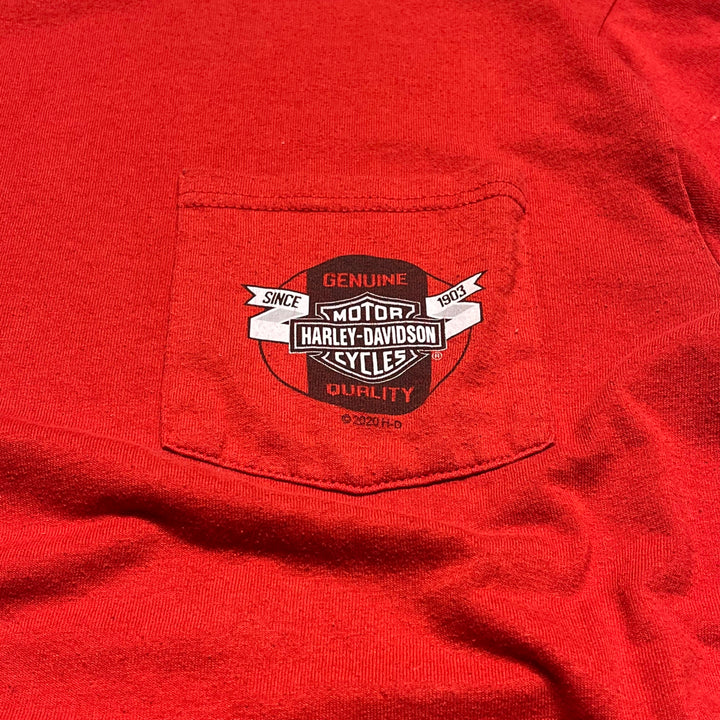 GENUINE
SINCE 1903
MOTOR
HARLEY-DAVIDSON
CYCLES ®
QUALITY
© 2020 H-D